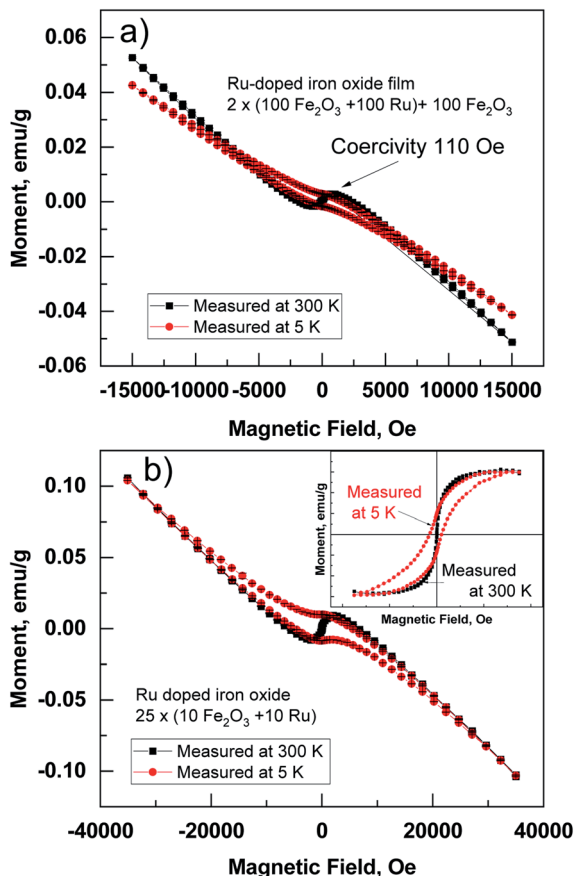 a)
0.06
0.04
0.02
0.00
-0.02
-0.04
0.06
Moment, emu/g
Ru-doped iron oxide film
2 x (100 Fe₂O₃ +100 Ru)+ 100 Fe₂O₃
Coercivity 110 Oe
Measured at 300 K
Measured at 5 K
-15000 -10000 -5000 0 5000 10000 15000
Magnetic Field, Oe
b)
0.10
0.05
0.00
-0.05
-0.10
Moment, emu/g
Moment, emu/g
Measured
at 5 K
Measured
at 300 K
Magnetic Field, Oe
Ru doped iron oxide
25 x (10 Fe₂O₃ +10 Ru)
Measured at 300 K
Measured at 5 K
-40000 -20000 0 20000 40000
Magnetic Field, Oe